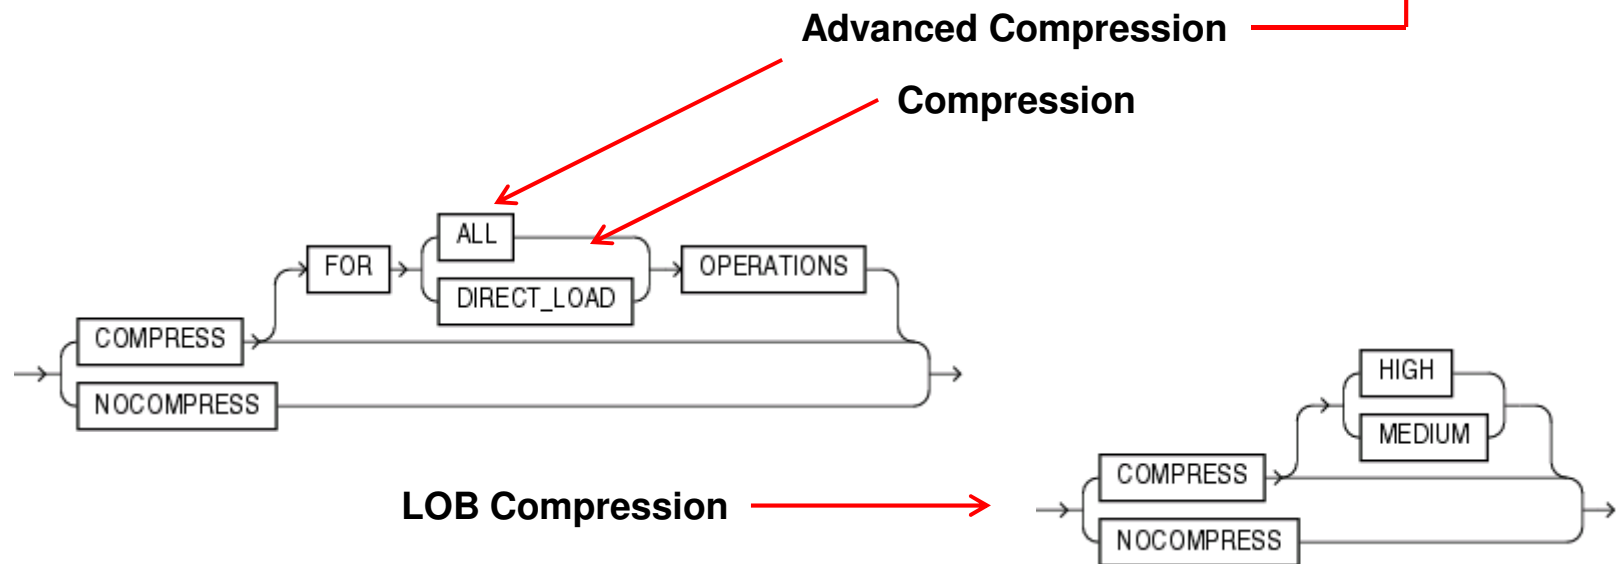 Advanced Compression
Compression
ALL
FOR
OPERATIONS
DIRECT_LOAD
COMPRESS
NOCOMPRESS
HIGH
MEDIUM
COMPRESS
LOB Compression
NOCOMPRESS